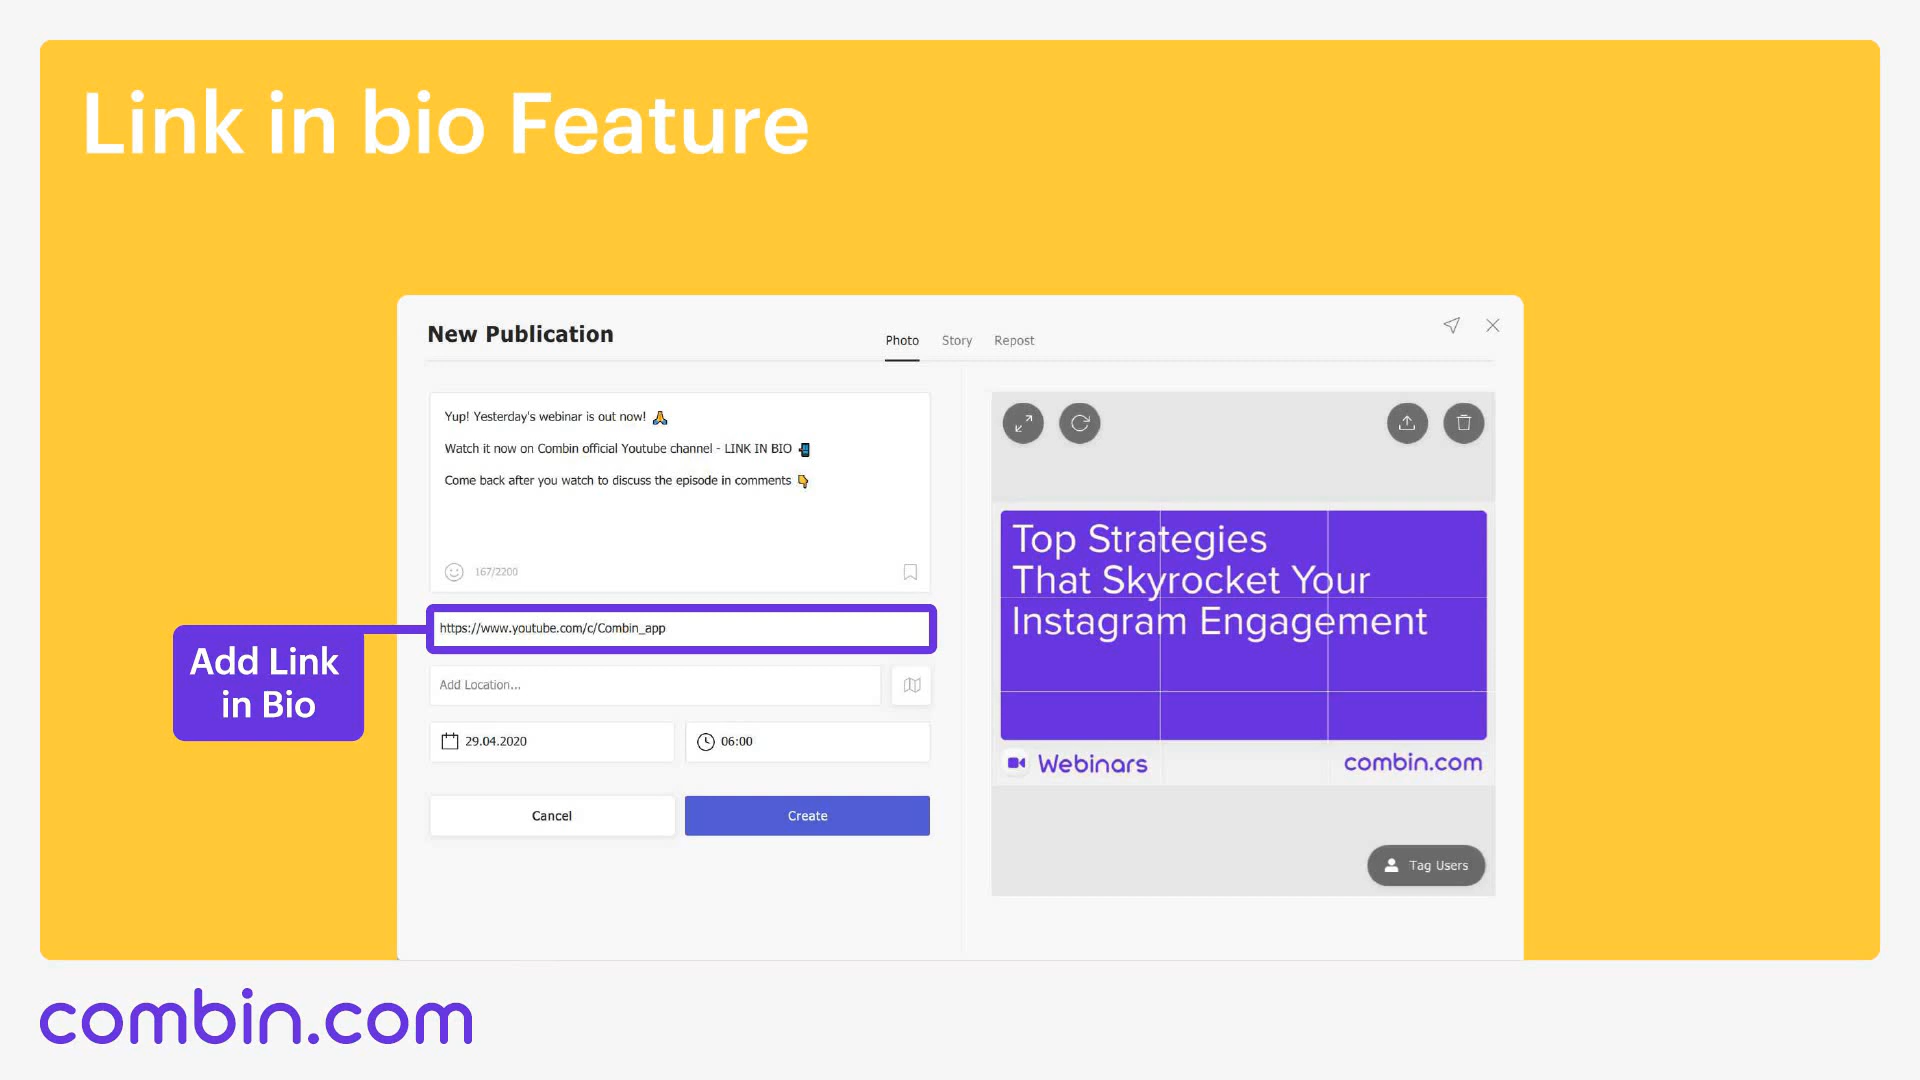 Link in bio Feature
New Publication
Photo
Story
Repost
Yup! Yesterday's webinar is out now! 🙏
Watch it now on Combin official Youtube channel - LINK IN BIO 📲
Come back after you watch to discuss the episode in comments 👇
167/2200
https://www.youtube.com/c/Combin_app
Add Link
in Bio
Add Location...
29.04.2020
06:00
Cancel
Create
Top Strategies
That Skyrocket Your
Instagram Engagement
Webinars
combin.com
Tag Users
combin.com